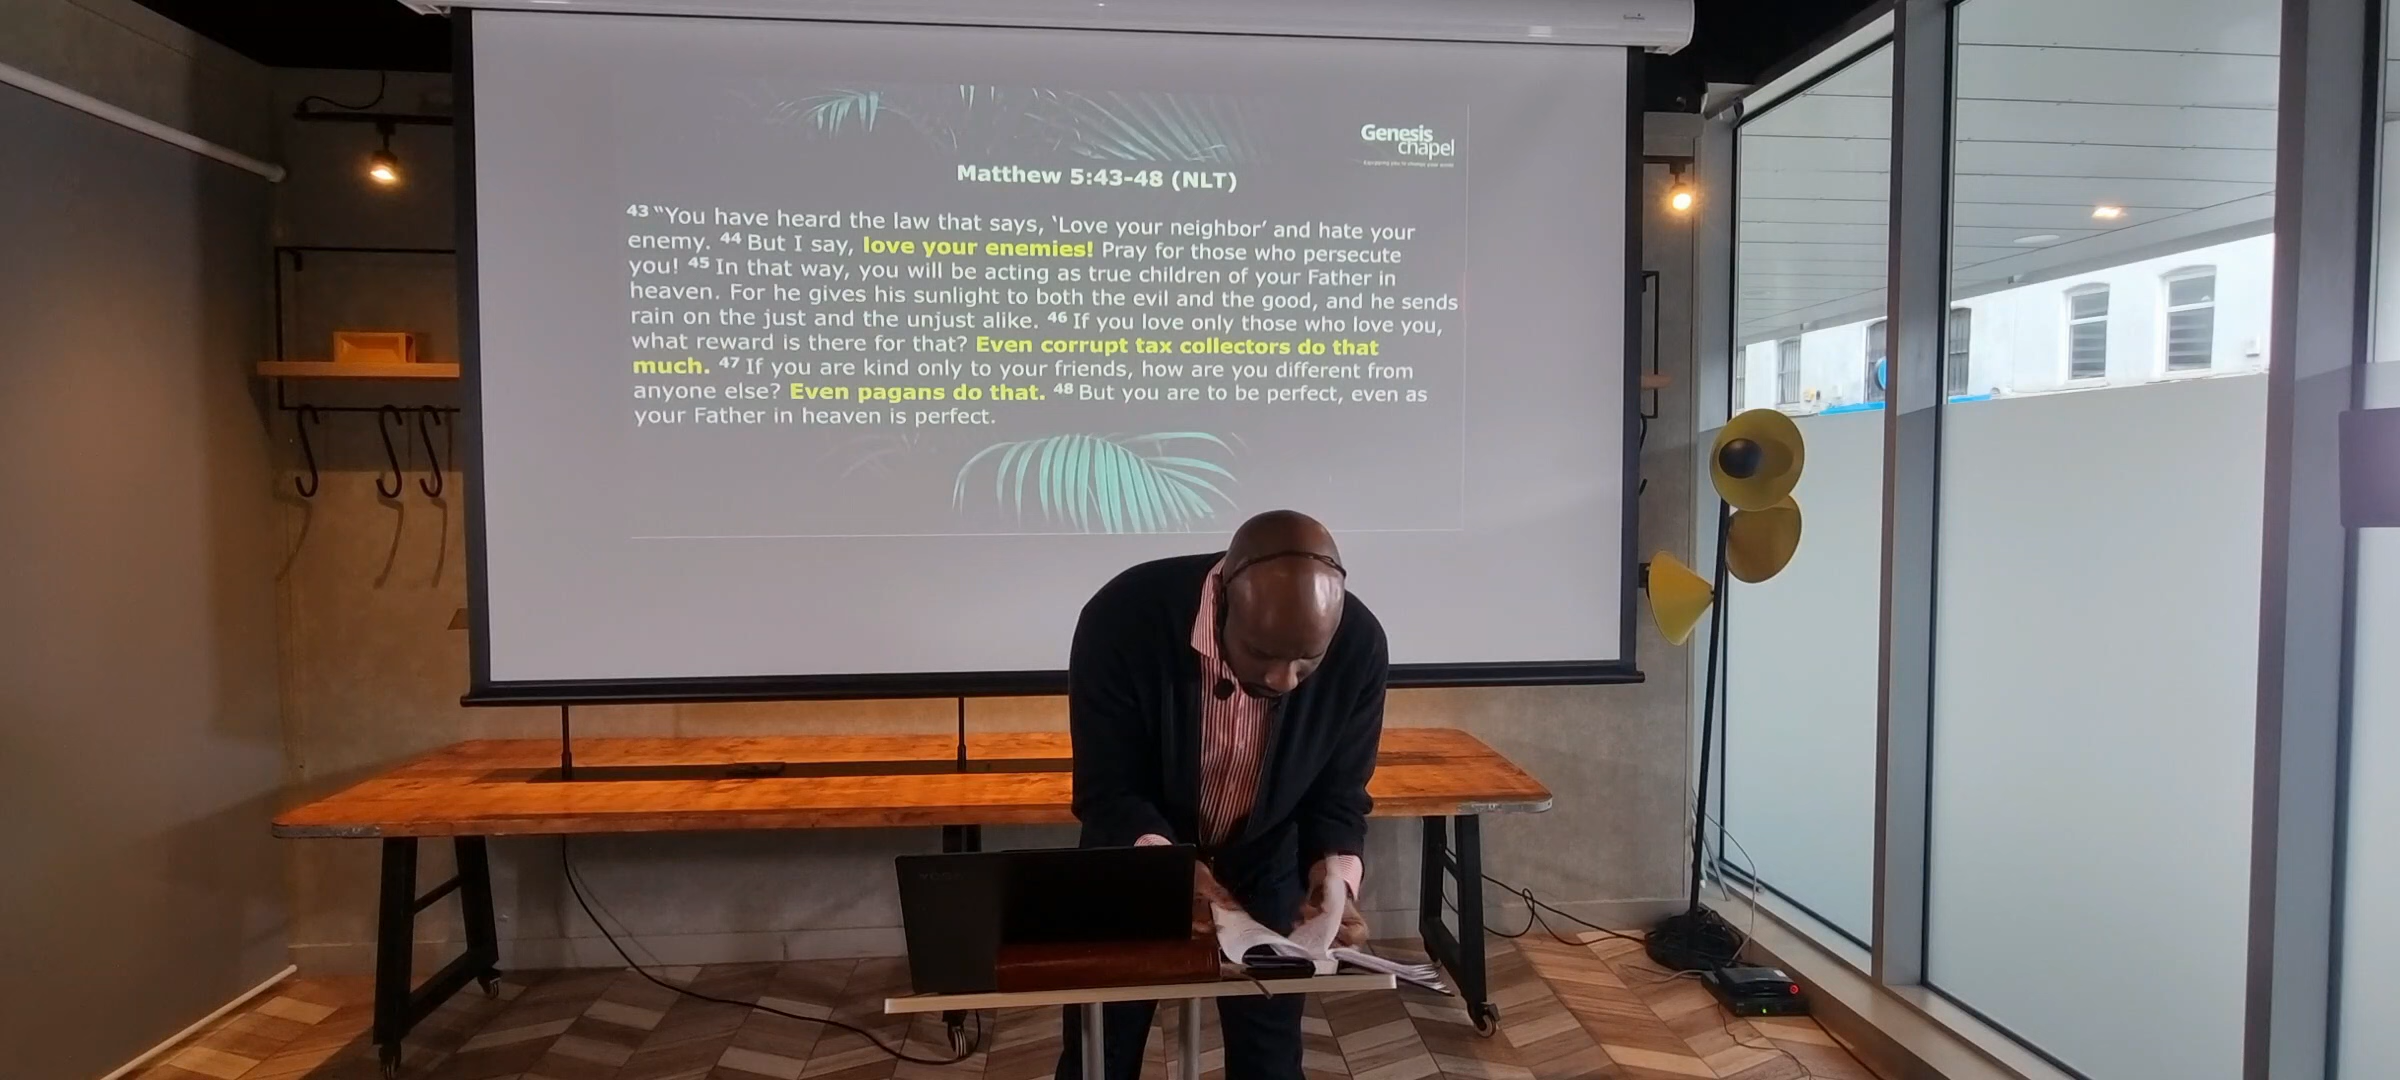 Genesis
chapel
Matthew 5:43-48 (NLT)
43 “You have heard the law that says, ‘Love your neighbor’ and hate your
enemy. 44 But I say, love your enemies! Pray for those who persecute
you! 45 In that way, you will be acting as true children of your Father in
heaven. For he gives his sunlight to both the evil and the good, and he sends
rain on the just and the unjust alike. 46 If you love only those who love you,
what reward is there for that? Even corrupt tax collectors do that
much. 47 If you are kind only to your friends, how are you different from
anyone else? Even pagans do that. 48 But you are to be perfect, even as
your Father in heaven is perfect.
YOGA